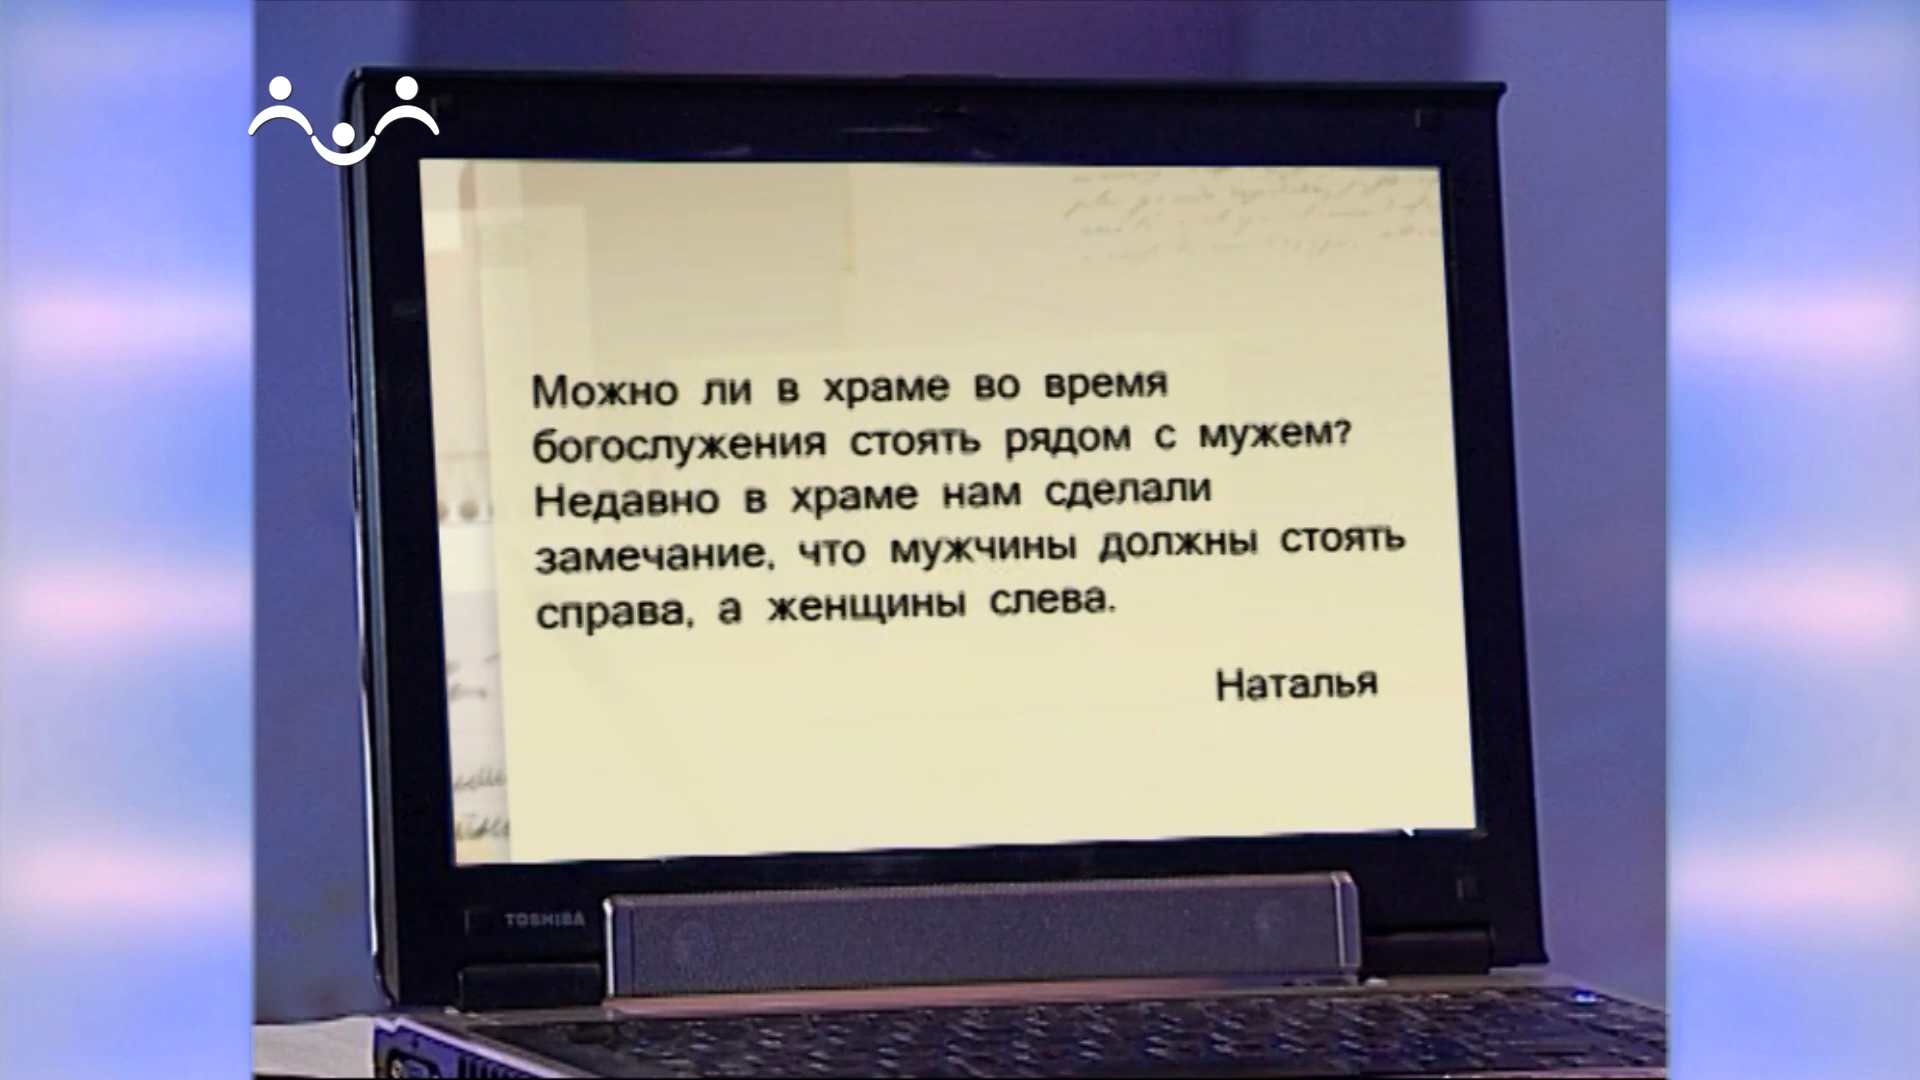 Можно ли в храме во время
богослужения стоять рядом с мужем?
Недавно в храме нам сделали
замечание, что мужчины должны стоять
справа, а женщины слева.
Наталья
TOSHIBA